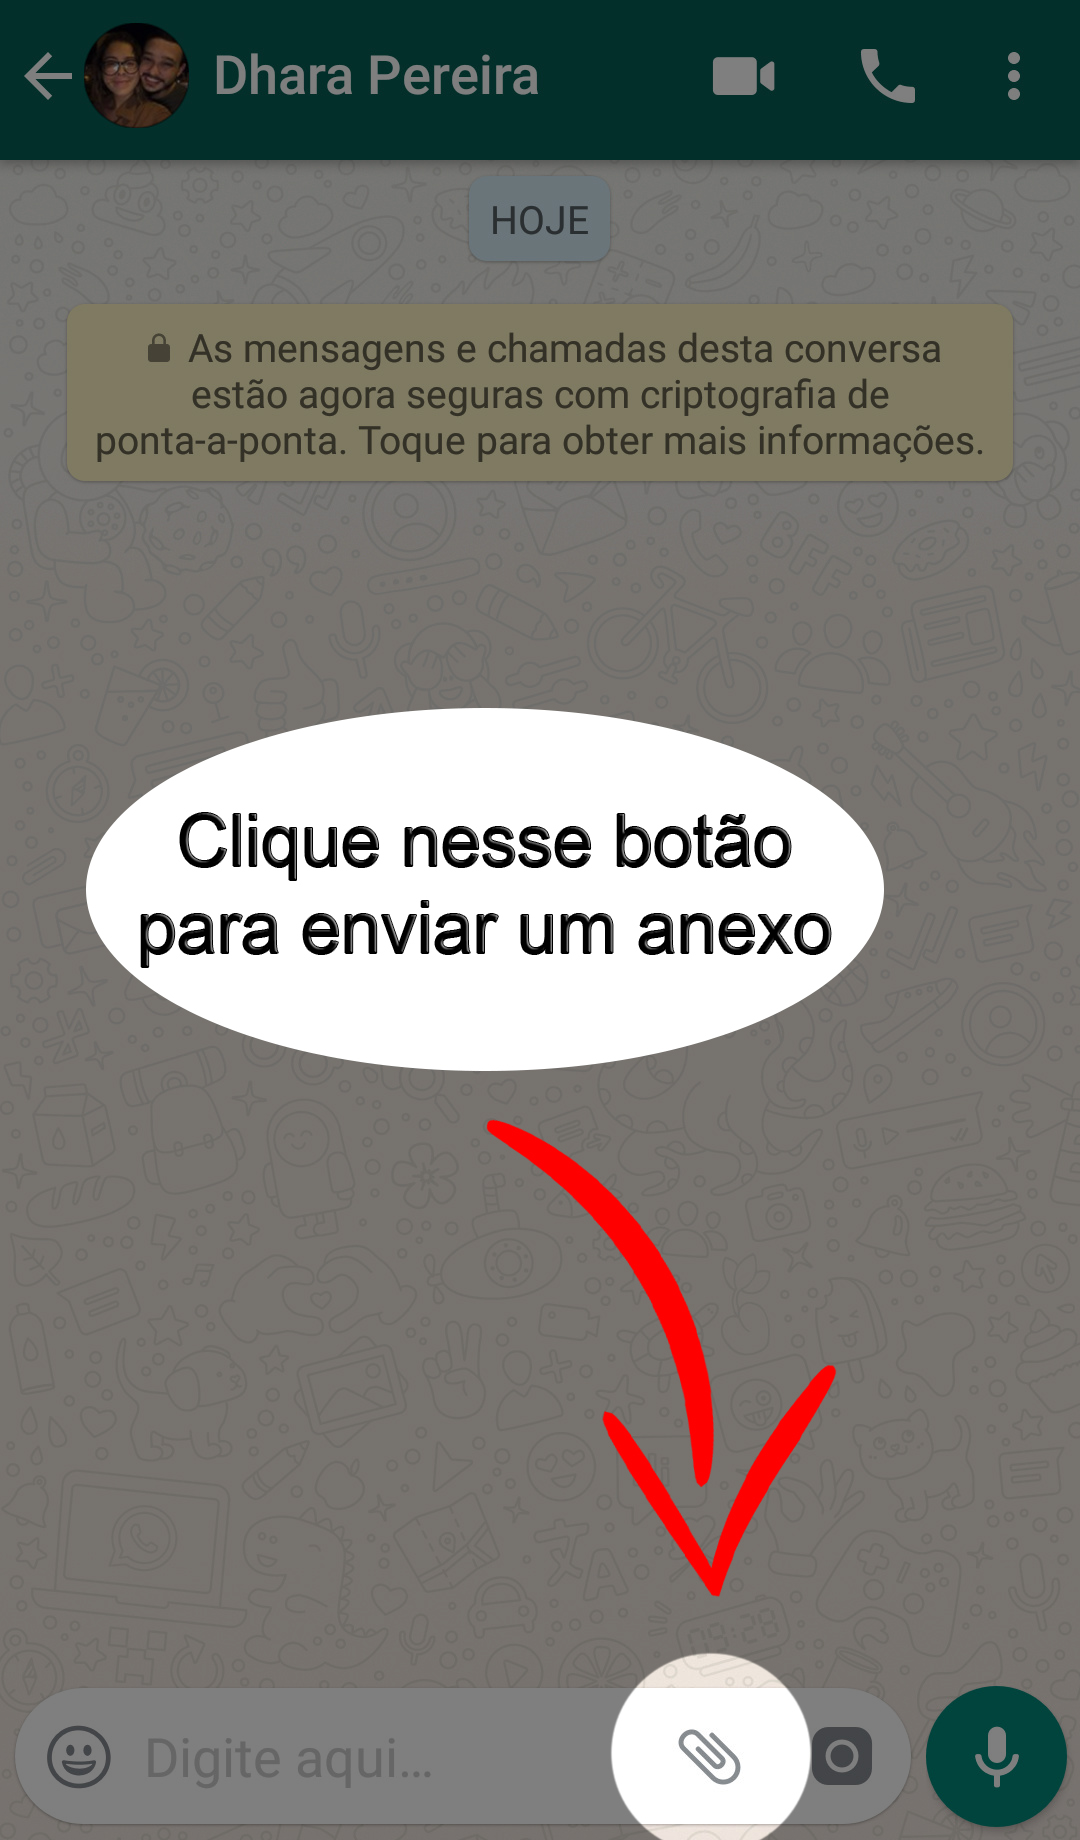 Dhara Pereira
HOJE
As mensagens e chamadas desta conversa
estão agora seguras com criptografia de
ponta-a-ponta. Toque para obter mais informações.
Clique nesse botão
para enviar um anexo
Digite aqui...